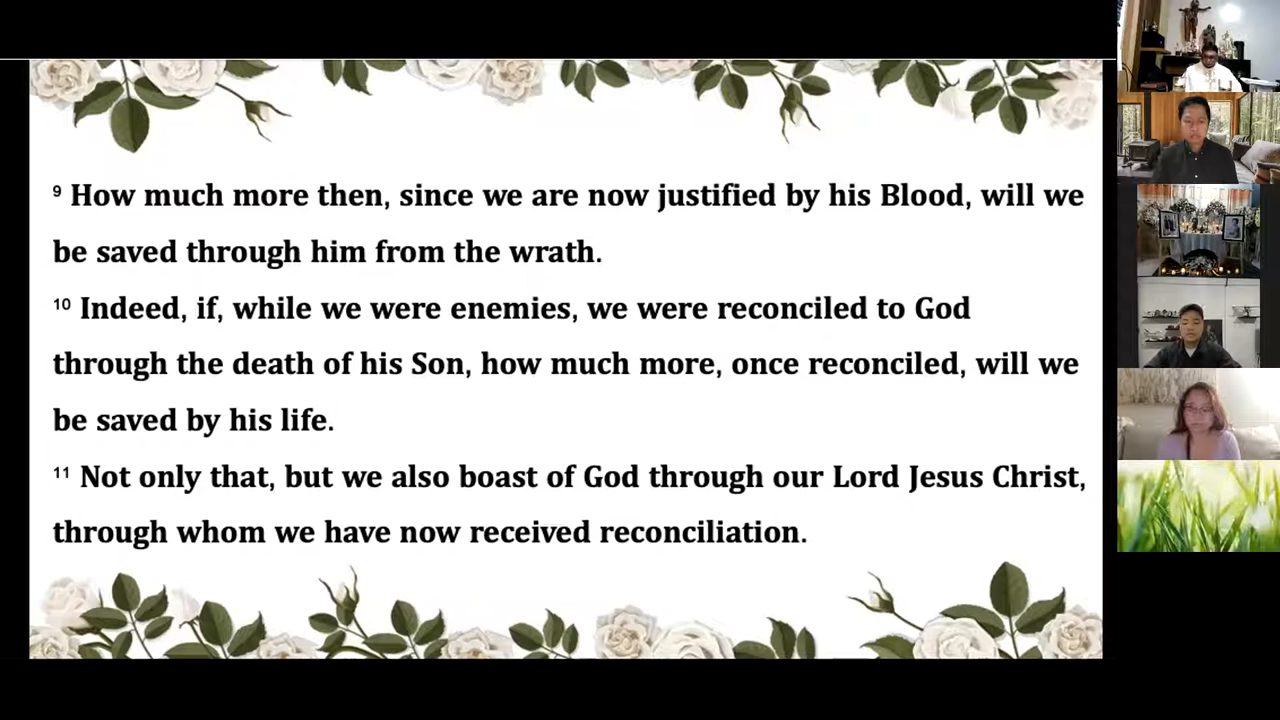 ⁹ How much more then, since we are now justified by his Blood, will we
be saved through him from the wrath.
¹⁰ Indeed, if, while we were enemies, we were reconciled to God
through the death of his Son, how much more, once reconciled, will we
be saved by his life.
¹¹ Not only that, but we also boast of God through our Lord Jesus Christ,
through whom we have now received reconciliation.